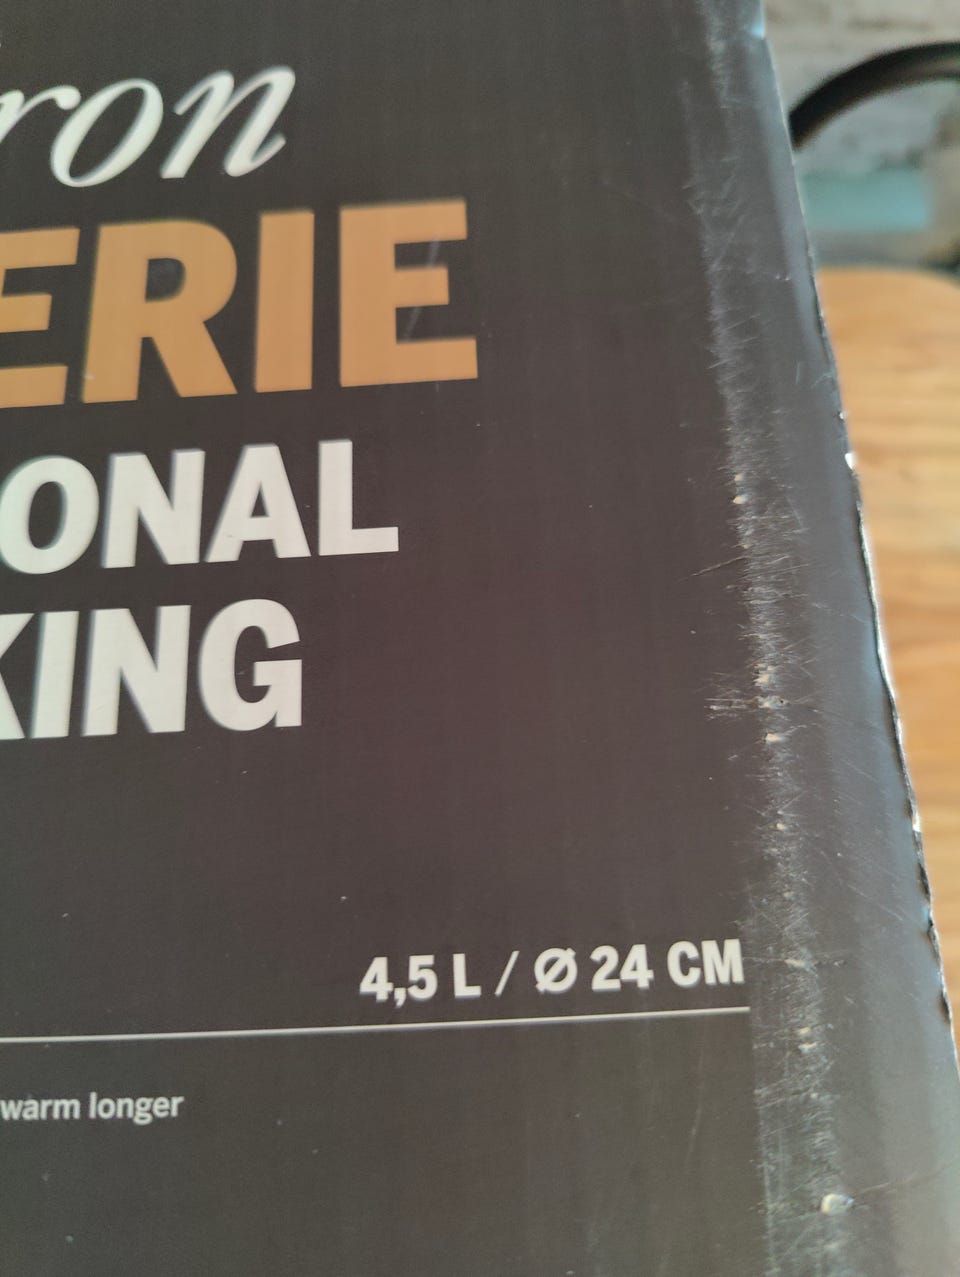 ron
ERIE
ONAL
KING
4,5 L / Ø 24 CM
warm longer